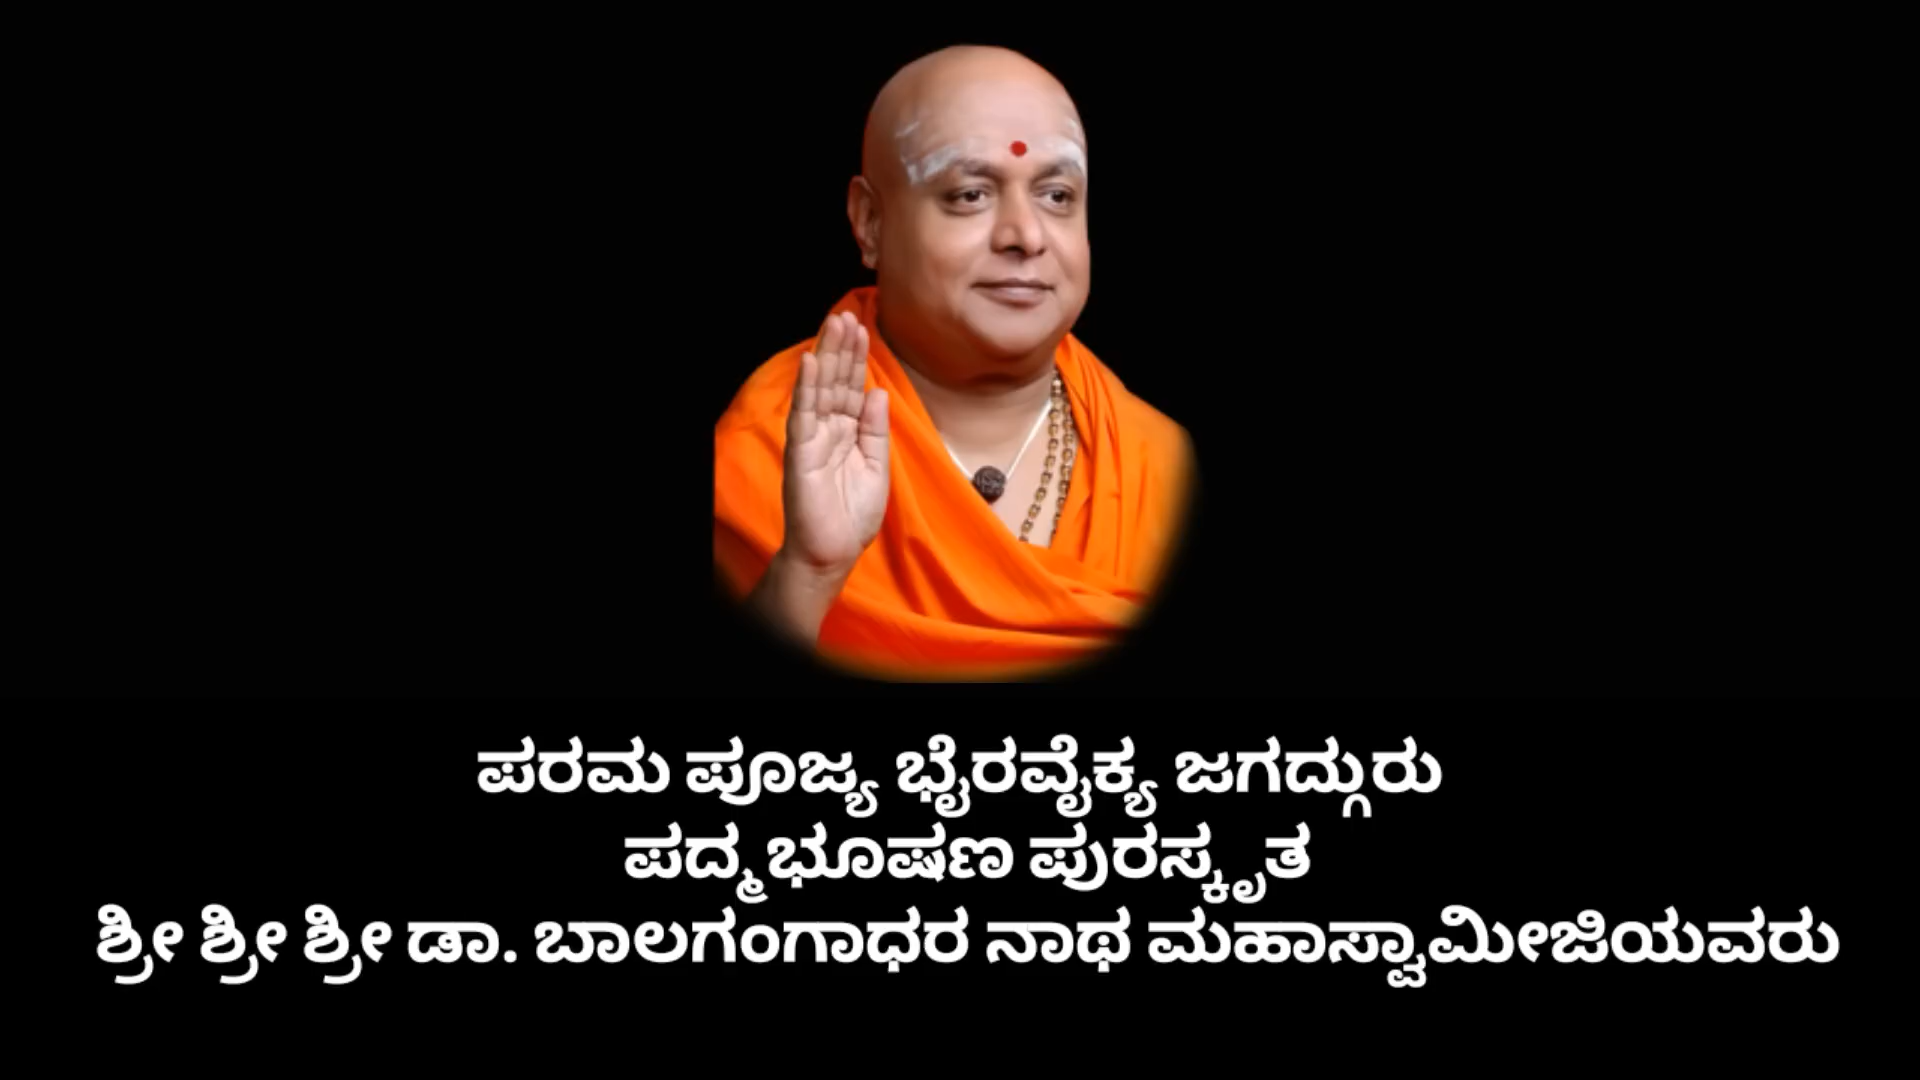 ಪರಮ ಪೂಜ್ಯ ಭೈರವೈಕ್ಯ ಜಗದ್ಗುರು
ಪದ್ಮಭೂಷಣ ಪುರಸ್ಕೃತ
ಶ್ರೀ ಶ್ರೀ ಶ್ರೀ ಡಾ. ಬಾಲಗಂಗಾಧರ ನಾಥ ಮಹಾಸ್ವಾಮೀಜಿಯವರು